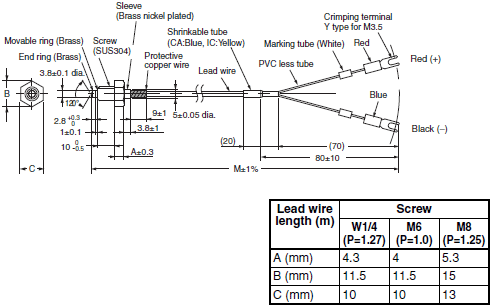 Sleeve
(Brass nickel plated)
Crimping terminal
Y type for M3.5
Movable ring (Brass)
Screw
(SUS304)
Shrinkable tube
(CA:Blue, IC:Yellow)
Marking tube (White)
Red
End ring (Brass)
Protective
copper wire
Red (+)
3.8±0.1 dia.
Lead wire
PVC less tube
B
120°
Blue
9±1
5±0.05 dia.
2.8 +0.3 0
3.8±1
Black (−)
1±0.1
(20)
(70)
10 0 -0.5
A±0.3
80±10
C
M±1%
Lead wire
length (m)
Screw
W1/4
(P=1.27)
M6
(P=1.0)
M8
(P=1.25)
A (mm) 4.3 4 5.3
B (mm) 11.5 11.5 15
C (mm) 10 10 13